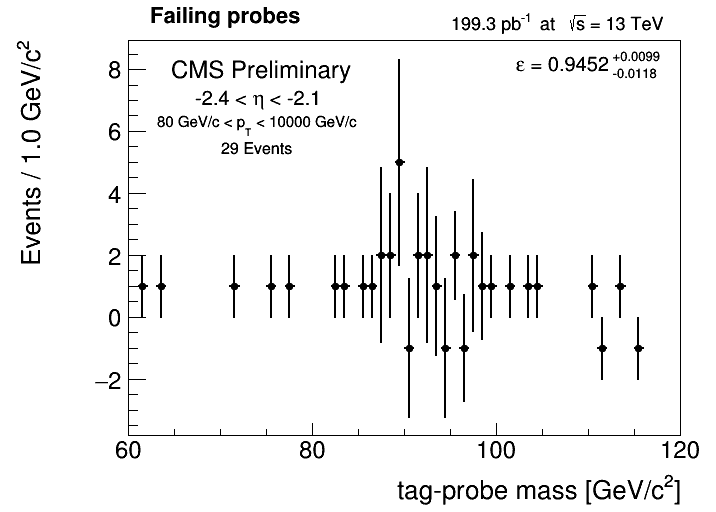 Failing probes
199.3 pb⁻¹ at √s = 13 TeV
CMS Preliminary
ε = 0.9452 +0.0099 -0.0118
-2.4 < η < -2.1
80 GeV/c < p_T < 10000 GeV/c
29 Events
Events / 1.0 GeV/c²
8
6
4
2
0
−2
60 80 100 120
tag-probe mass [GeV/c²]